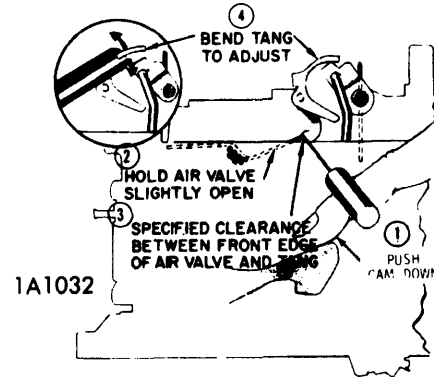 4
BEND TANG
TO ADJUST
2
HOLD AIR VALVE
SLIGHTLY OPEN
3
SPECIFIED CLEARANCE
BETWEEN FRONT EDGE
OF AIR VALVE AND TANG
1
PUSH
CAM DOWN
1A1032